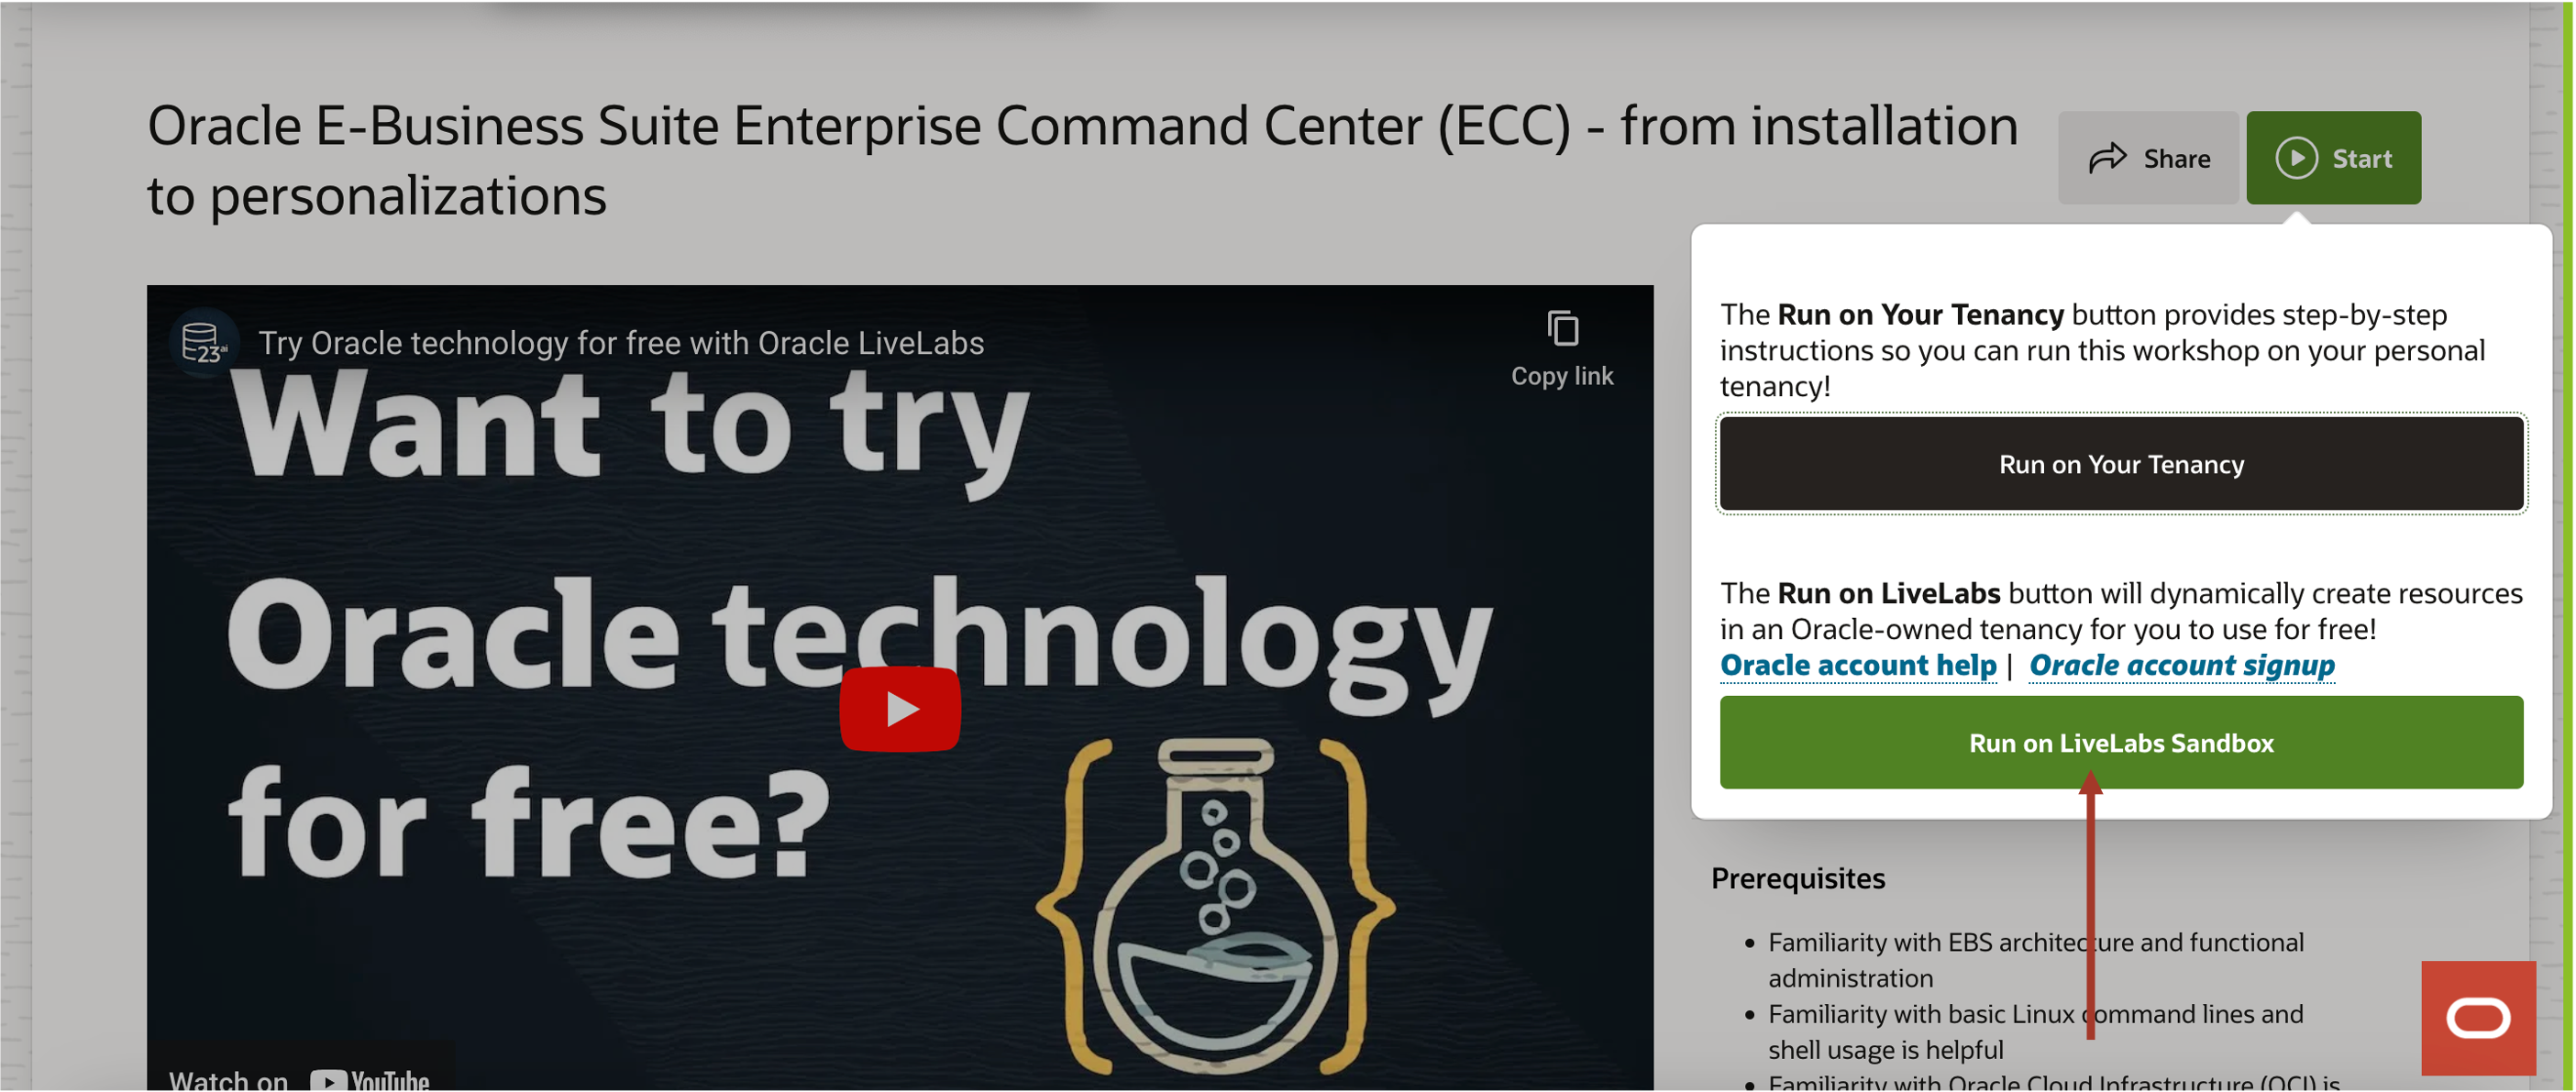 Oracle E-Business Suite Enterprise Command Center (ECC) - from installation
to personalizations
Share
Start
23ai
Try Oracle technology for free with Oracle LiveLabs
Copy link
Want to try
Oracle technology
for free?
Watch on YouTube
The Run on Your Tenancy button provides step-by-step
instructions so you can run this workshop on your personal
tenancy!
Run on Your Tenancy
The Run on LiveLabs button will dynamically create resources
in an Oracle-owned tenancy for you to use for free!
Oracle account help | Oracle account signup
Run on LiveLabs Sandbox
Prerequisites
• Familiarity with EBS architecture and functional
administration
• Familiarity with basic Linux command lines and
shell usage is helpful
• Familiarity with Oracle Cloud Infrastructure (OCI) is